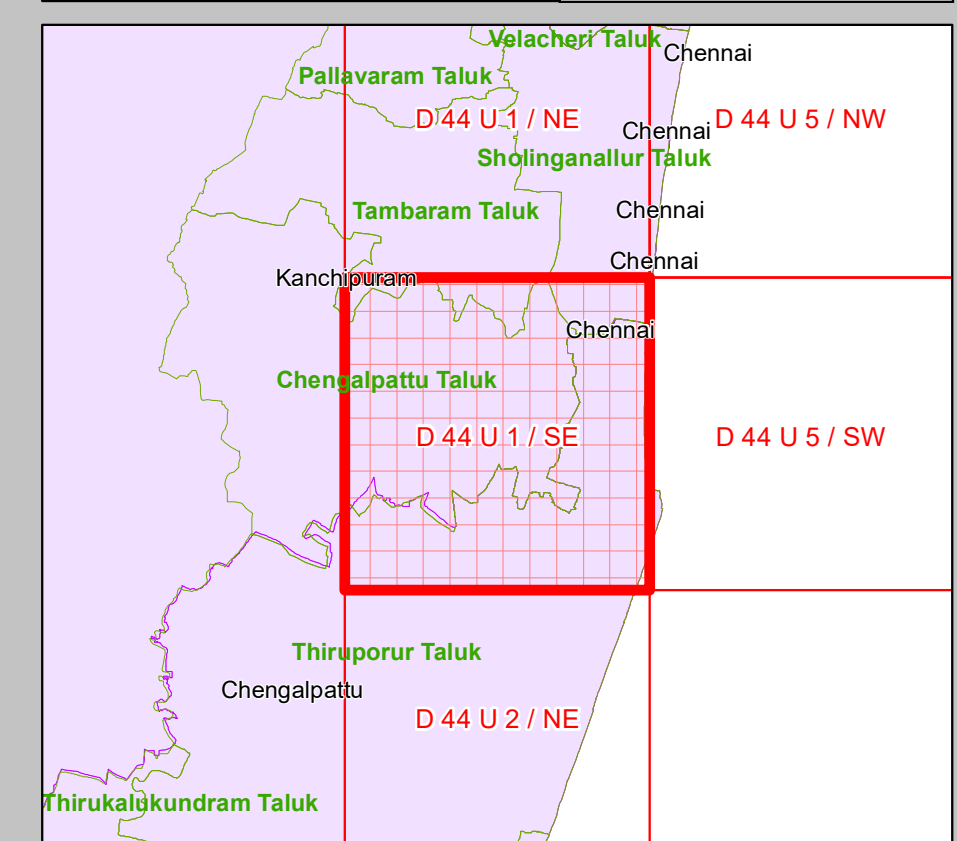 Velacheri Taluk
Chennai
Pallavaram Taluk
D 44 U 1 / NE
D 44 U 5 / NW
Chennai
Sholinganallur Taluk
Tambaram Taluk
Chennai
Chennai
Kanchipuram
Chennai
Chengalpattu Taluk
D 44 U 1 / SE
D 44 U 5 / SW
Thiruporur Taluk
Chengalpattu
D 44 U 2 / NE
Thirukalukundram Taluk